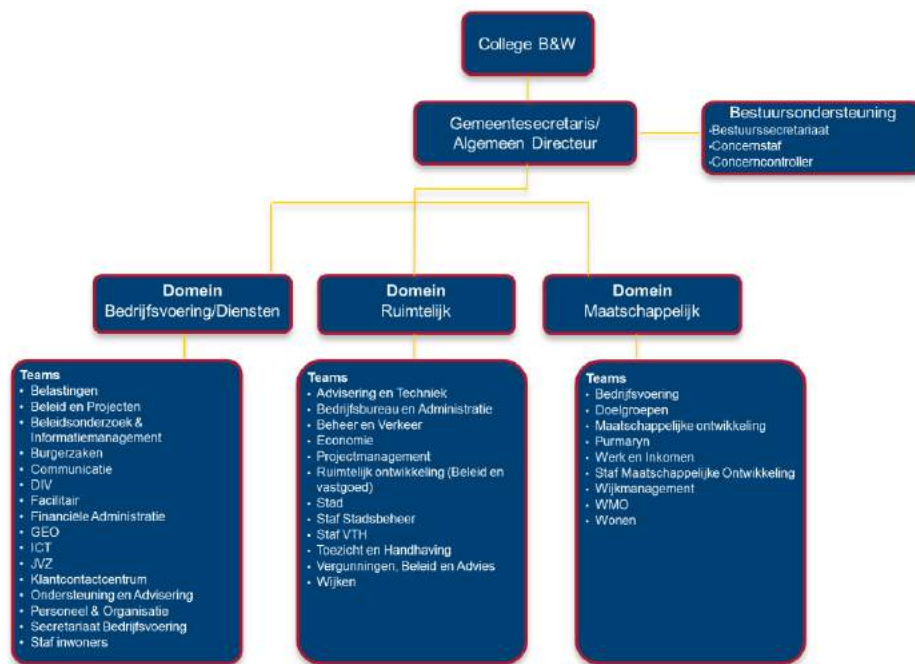 College B&W
Gemeentesecretaris/
Algemeen Directeur
Bestuursondersteuning
-Bestuurssecretariaat
-Concernstaf
-Concerncontroller
Domein
Bedrijfsvoering/Diensten
Domein
Ruimtelijk
Domein
Maatschappelijk
Teams
• Belastingen
• Beleid en Projecten
• Beleidsonderzoek &
Informatiemanagement
• Burgerzaken
• Communicatie
• DIV
• Facilitair
• Financiële Administratie
• GEO
• ICT
• JVZ
• Klantcontactcentrum
• Ondersteuning en Advisering
• Personeel & Organisatie
• Secretariaat Bedrijfsvoering
• Staf inwoners
Teams
• Advisering en Techniek
• Bedrijfsbureau en Administratie
• Beheer en Verkeer
• Economie
• Projectmanagement
• Ruimtelijk ontwikkeling (Beleid en
vastgoed)
• Stad
• Staf Stadsbeheer
• Staf VTH
• Toezicht en Handhaving
• Vergunningen, Beleid en Advies
• Wijken
Teams
• Bedrijfsvoering
• Doelgroepen
• Maatschappelijke ontwikkeling
• Purmaryn
• Werk en Inkomen
• Staf Maatschappelijke Ontwikkeling
• Wijkmanagement
• WMO
• Wonen